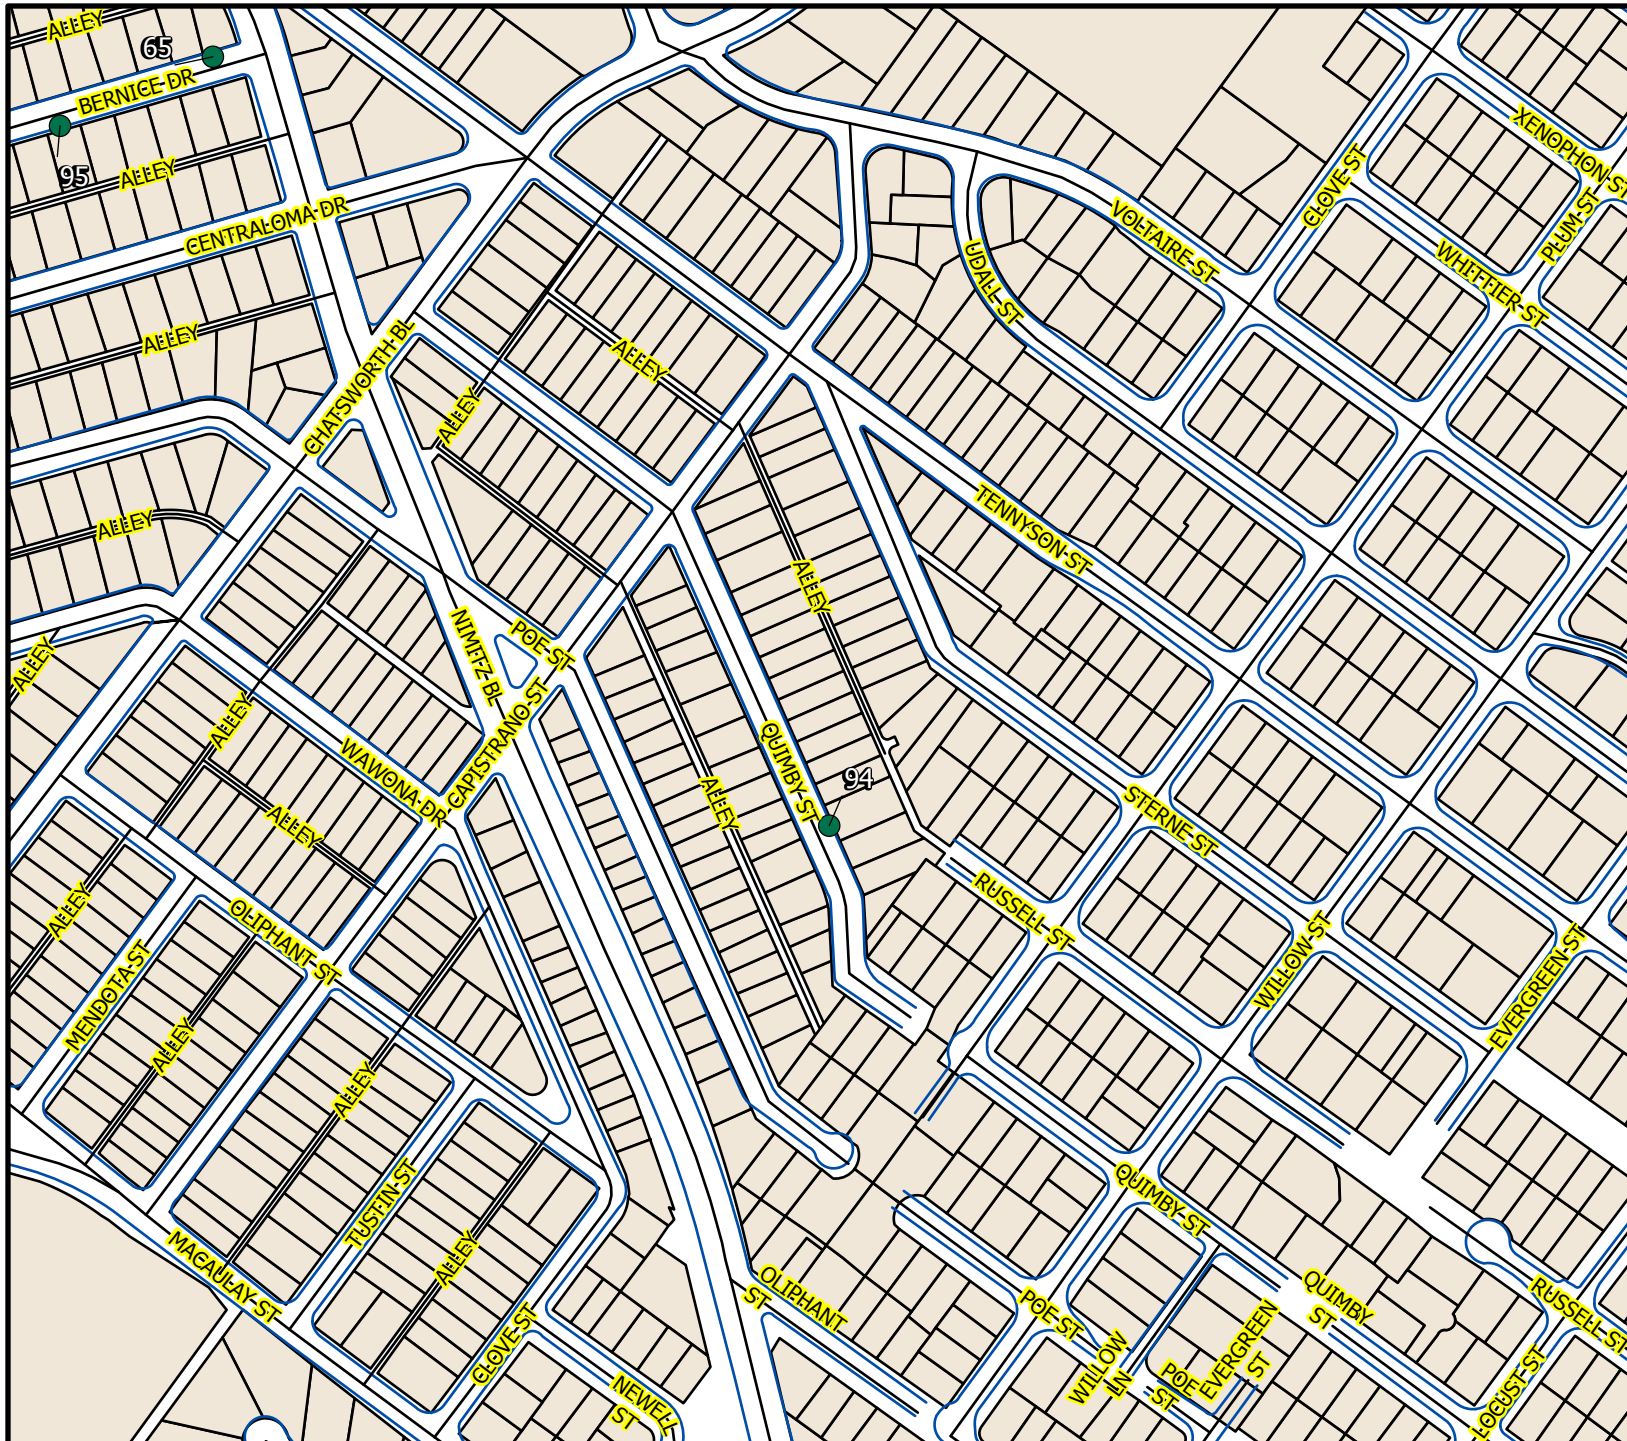 ALLEY
65
BERNICE DR
95
ALLEY
XENOPHON ST
CLOVE ST
PLUM ST
CENTRALOMA DR
VOLTAIRE ST
UDALL ST
WHITTIER ST
ALLEY
CHATSWORTH BL
ALLEY
ALLEY
TENNYSON ST
ALLEY
ALLEY
NIMITZ BL
POE ST
ALLEY
ALLEY
CAPISTRANO ST
QUIMBY ST
94
WAWONA DR
ALLEY
ALLEY
STERNE ST
ALLEY
RUSSELL ST
OLIPHANT ST
WILLOW ST
EVERGREEN ST
MENDOTA ST
ALLEY
ALLEY
TUSTIN ST
QUIMBY ST
ALLEY
MACAULAY ST
OLIPHANT
ST
QUIMBY
ST
RUSSELL ST
POE ST
CLOVE ST
WILLOW
LN
EVERGREEN
ST
POE
ST
LOCUST ST
NEWELL
ST